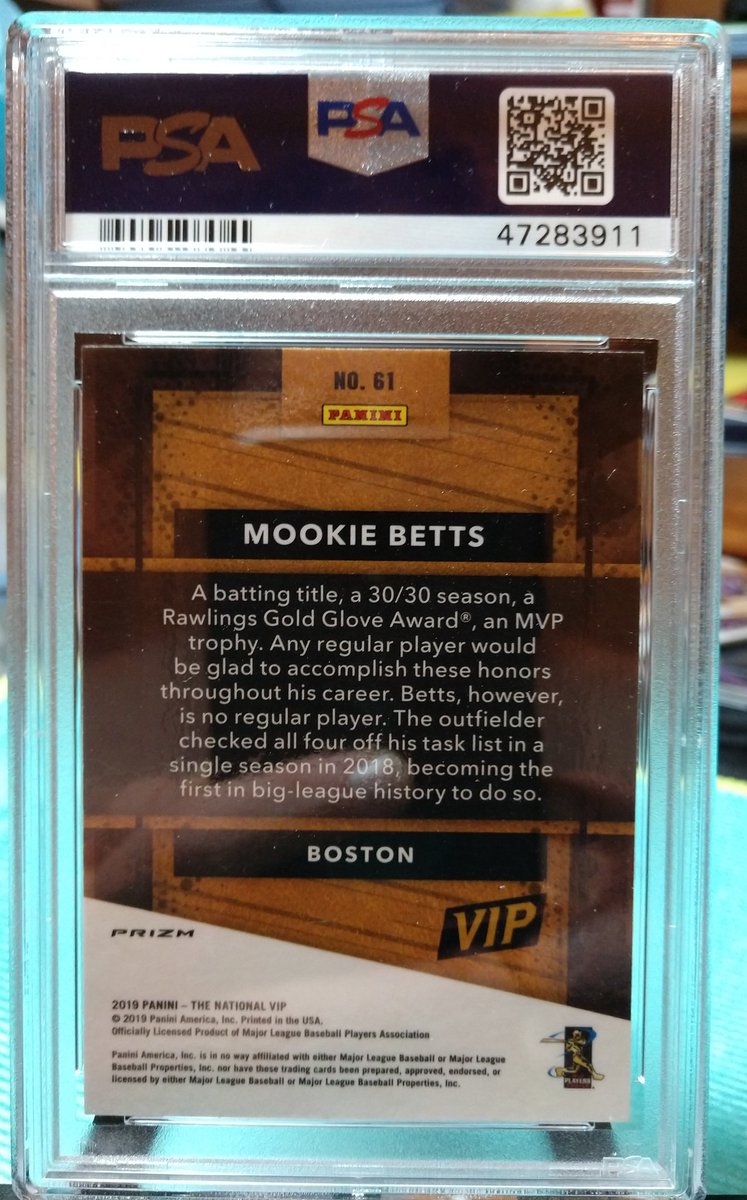 PSA
PSA
47283911
NO. 61
PANINI
MOOKIE BETTS
A batting title, a 30/30 season, a
Rawlings Gold Glove Award®, an MVP
trophy. Any regular player would
be glad to accomplish these honors
throughout his career. Betts, however,
is no regular player. The outfielder
checked all four off his task list in a
single season in 2018, becoming the
first in big-league history to do so.
BOSTON
VIP
PRIZM
2019 PANINI – THE NATIONAL VIP
© 2019 Panini America, Inc. Printed in the USA.
Officially Licensed Product of Major League Baseball Players Association
Panini America, Inc. is in no way affiliated with either Major League Baseball or Major League
Baseball Properties, Inc. nor have these trading cards been prepared, approved, endorsed, or
licensed by either Major League Baseball or Major League Baseball Properties, Inc.
PLAYERS